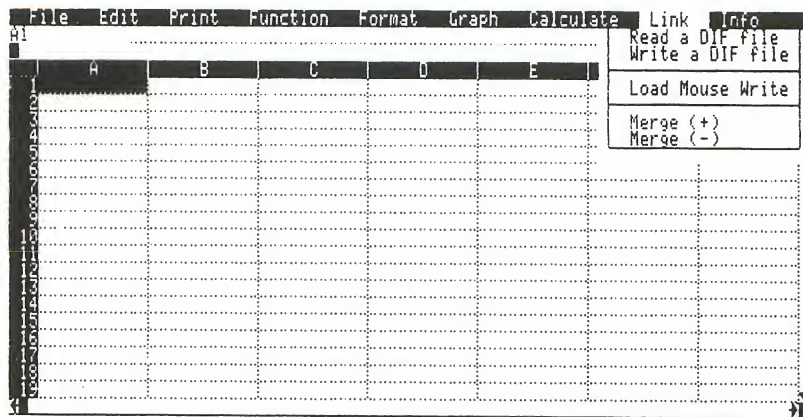 File Edit Print Function Format Graph Calculate Link Info
A1
Read a DIF file
Write a DIF file
Load Mouse Write
Merge (+)
Merge (-)
A B C D E
1
2
3
4
5
6
7
8
9
10
11
12
13
14
15
16
17
18
19